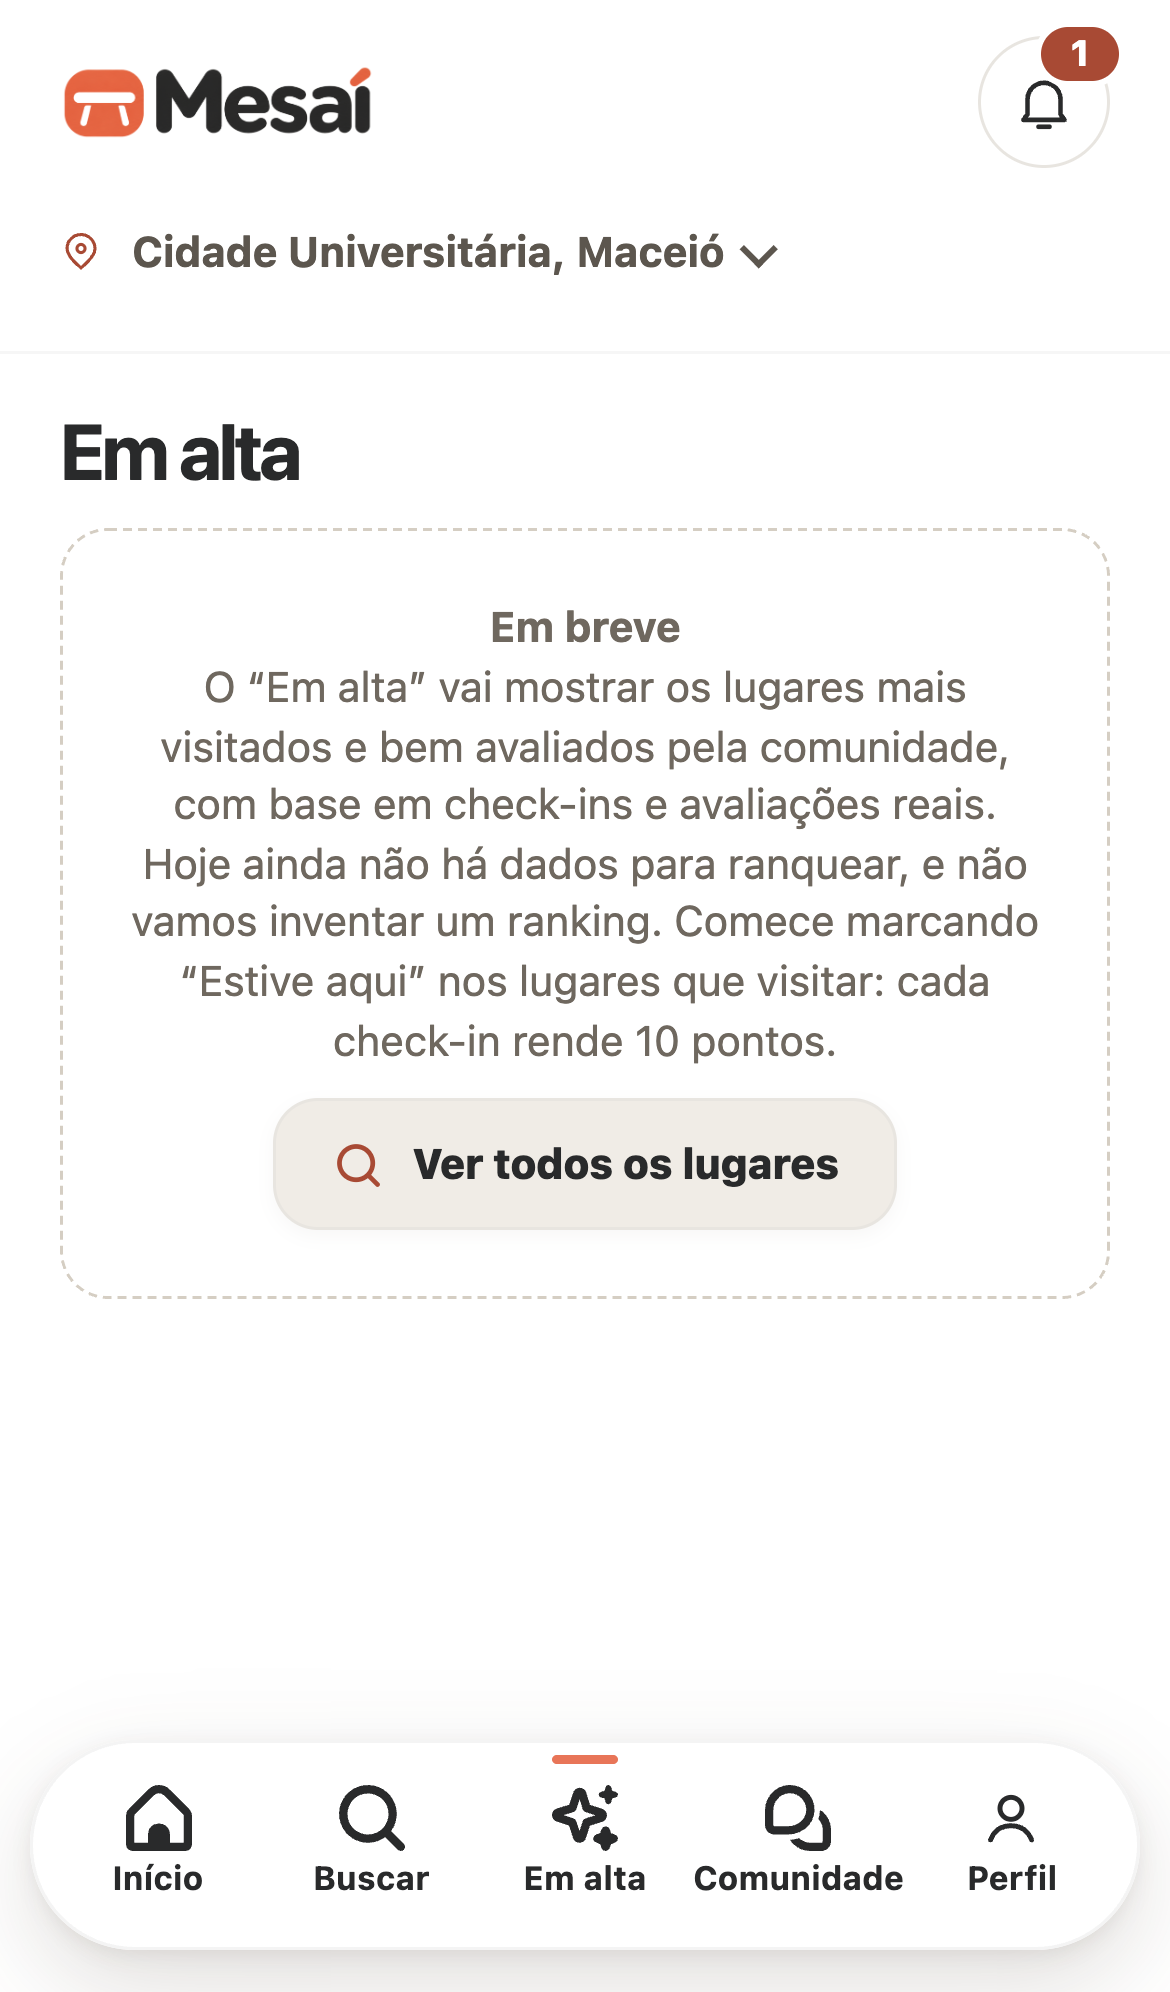 Mesaí
1
Cidade Universitária, Maceió
Em alta
Em breve
O “Em alta” vai mostrar os lugares mais
visitados e bem avaliados pela comunidade,
com base em check-ins e avaliações reais.
Hoje ainda não há dados para ranquear, e não
vamos inventar um ranking. Comece marcando
“Estive aqui” nos lugares que visitar: cada
check-in rende 10 pontos.
Ver todos os lugares
Início
Buscar
Em alta
Comunidade
Perfil